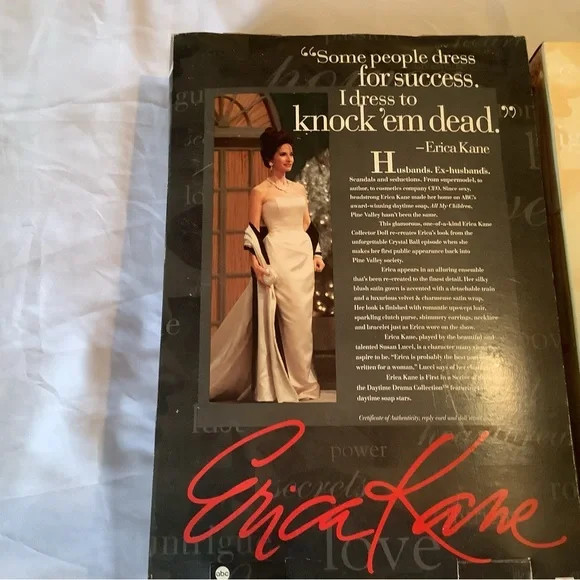 “Some people dress
for success.
I dress to
knock ’em dead.”
–Erica Kane
Husbands. Ex-husbands.
Scandals and seductions. From supermodel, to
author, to cosmetics company CEO. Since sexy,
headstrong Erica Kane made her home on ABC's
award-winning daytime soap, All My Children,
Pine Valley hasn't been the same.
This glamorous, one-of-a-kind Erica Kane
Collector Doll re-creates Erica's look from the
unforgettable Crystal Ball episode when she
makes her first public appearance back into
Pine Valley society.
Erica appears in an alluring ensemble
that's been re-created to the finest detail. Her silky
blush satin gown is accented with a detachable train
and a luxurious velvet & charmeuse satin wrap.
Her look is finished with romantic upswept hair,
sparkling clutch purse, shimmery earrings, necklace
and bracelet just as Erica wore on the show.
Erica Kane, played by the beautiful and
talented Susan Lucci, is a character many
aspire to be. “Erica is probably the best part
written for a woman,” Lucci says of her
Erica Kane is First in a Series
the Daytime Drama Collection™
daytime soap stars.
Certificate of Authenticity, reply card and doll
lust
power
secrets
Erica Kane
intrigue
love
abc